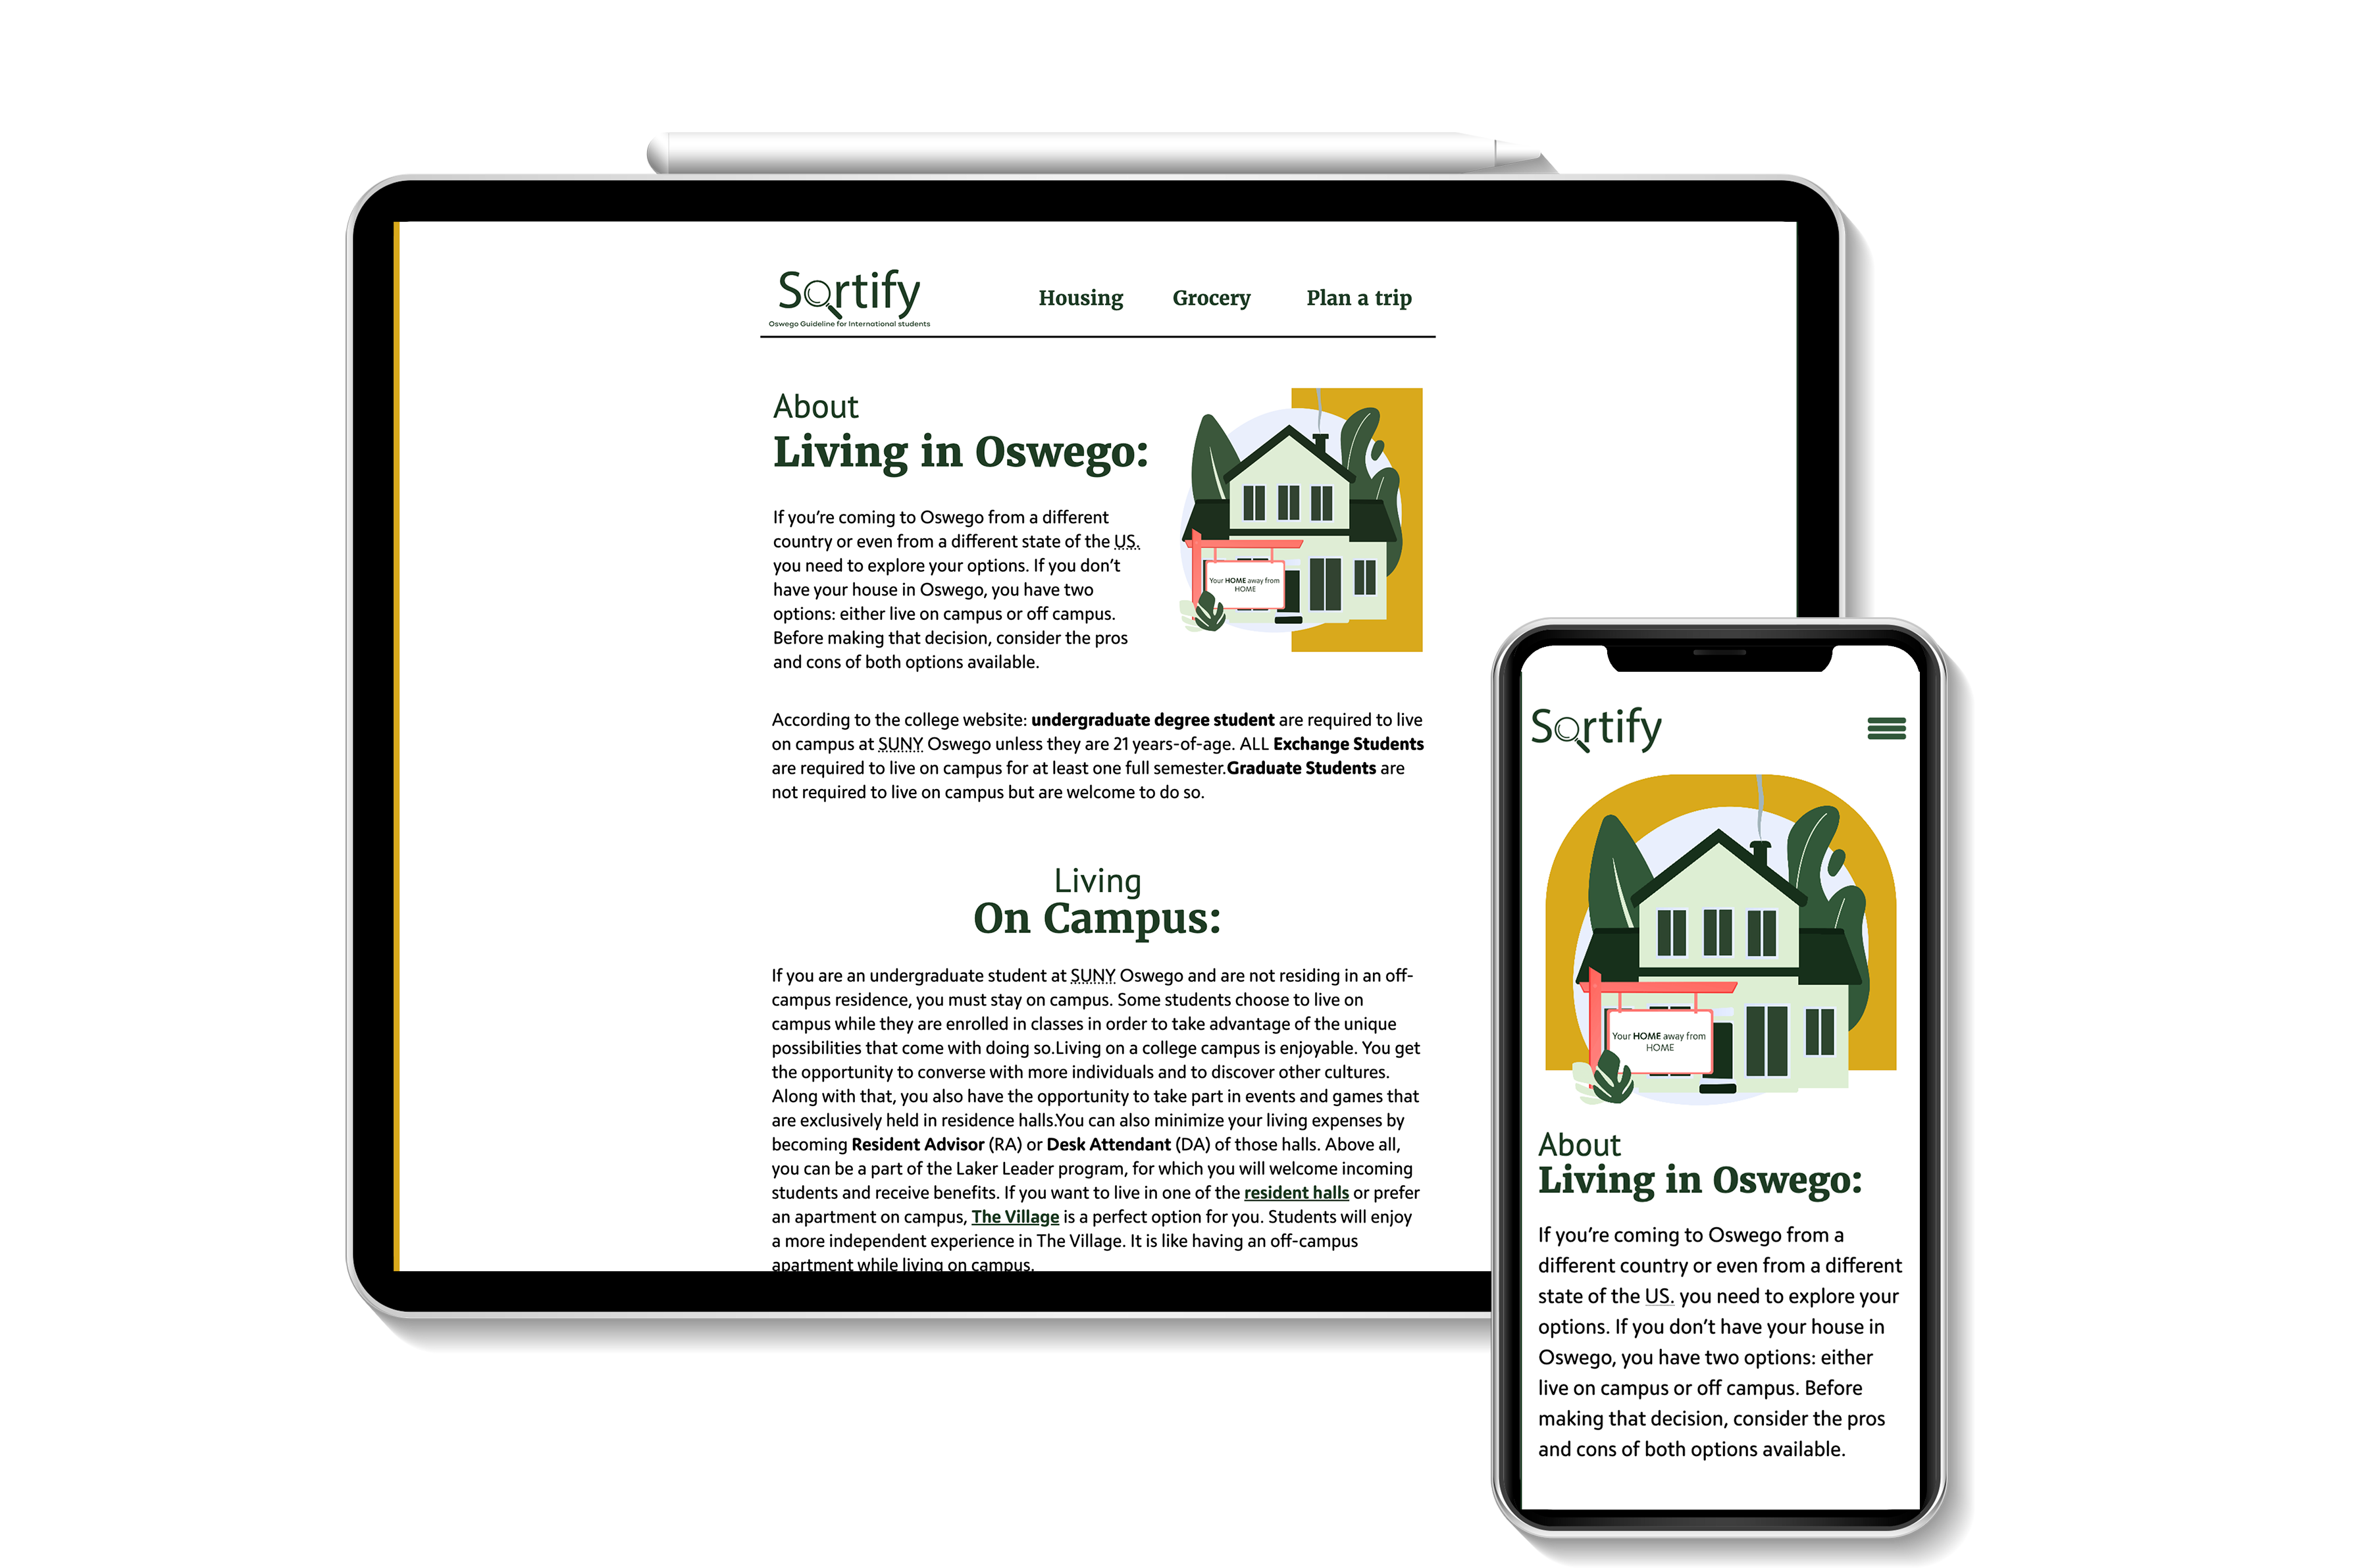 Sortify
Oswego Guideline for International students
Housing Grocery Plan a trip
About
Living in Oswego:
If you’re coming to Oswego from a different
country or even from a different state of the US.
you need to explore your options. If you don’t
have your house in Oswego, you have two
options: either live on campus or off campus.
Before making that decision, consider the pros
and cons of both options available.
Your HOME away from
HOME
According to the college website: undergraduate degree student are required to live
on campus at SUNY Oswego unless they are 21 years-of-age. ALL Exchange Students
are required to live on campus for at least one full semester.Graduate Students are
not required to live on campus but are welcome to do so.
Living
On Campus:
If you are an undergraduate student at SUNY Oswego and are not residing in an off-
campus residence, you must stay on campus. Some students choose to live on
campus while they are enrolled in classes in order to take advantage of the unique
possibilities that come with doing so.Living on a college campus is enjoyable. You get
the opportunity to converse with more individuals and to discover other cultures.
Along with that, you also have the opportunity to take part in events and games that
are exclusively held in residence halls.You can also minimize your living expenses by
becoming Resident Advisor (RA) or Desk Attendant (DA) of those halls. Above all,
you can be a part of the Laker Leader program, for which you will welcome incoming
students and receive benefits. If you want to live in one of the resident halls or prefer
an apartment on campus, The Village is a perfect option for you. Students will enjoy
a more independent experience in The Village. It is like having an off-campus
apartment while living on campus.
Sortify
Your HOME away from
HOME
About
Living in Oswego:
If you’re coming to Oswego from a
different country or even from a different
state of the US. you need to explore your
options. If you don’t have your house in
Oswego, you have two options: either
live on campus or off campus. Before
making that decision, consider the pros
and cons of both options available.